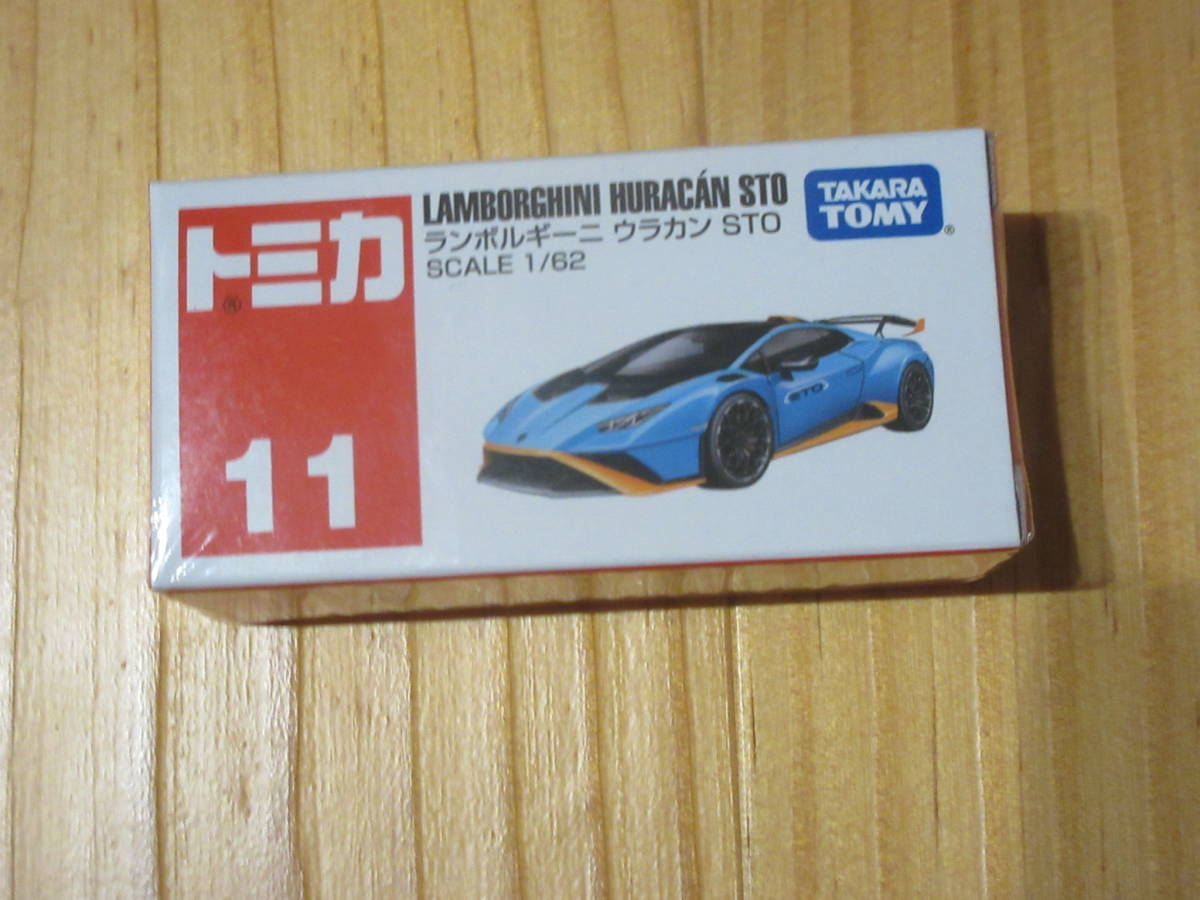 トミカ
®
11
LAMBORGHINI HURACÁN STO
ランボルギーニ ウラカン STO
SCALE 1/62
TAKARA
TOMY
®
STO